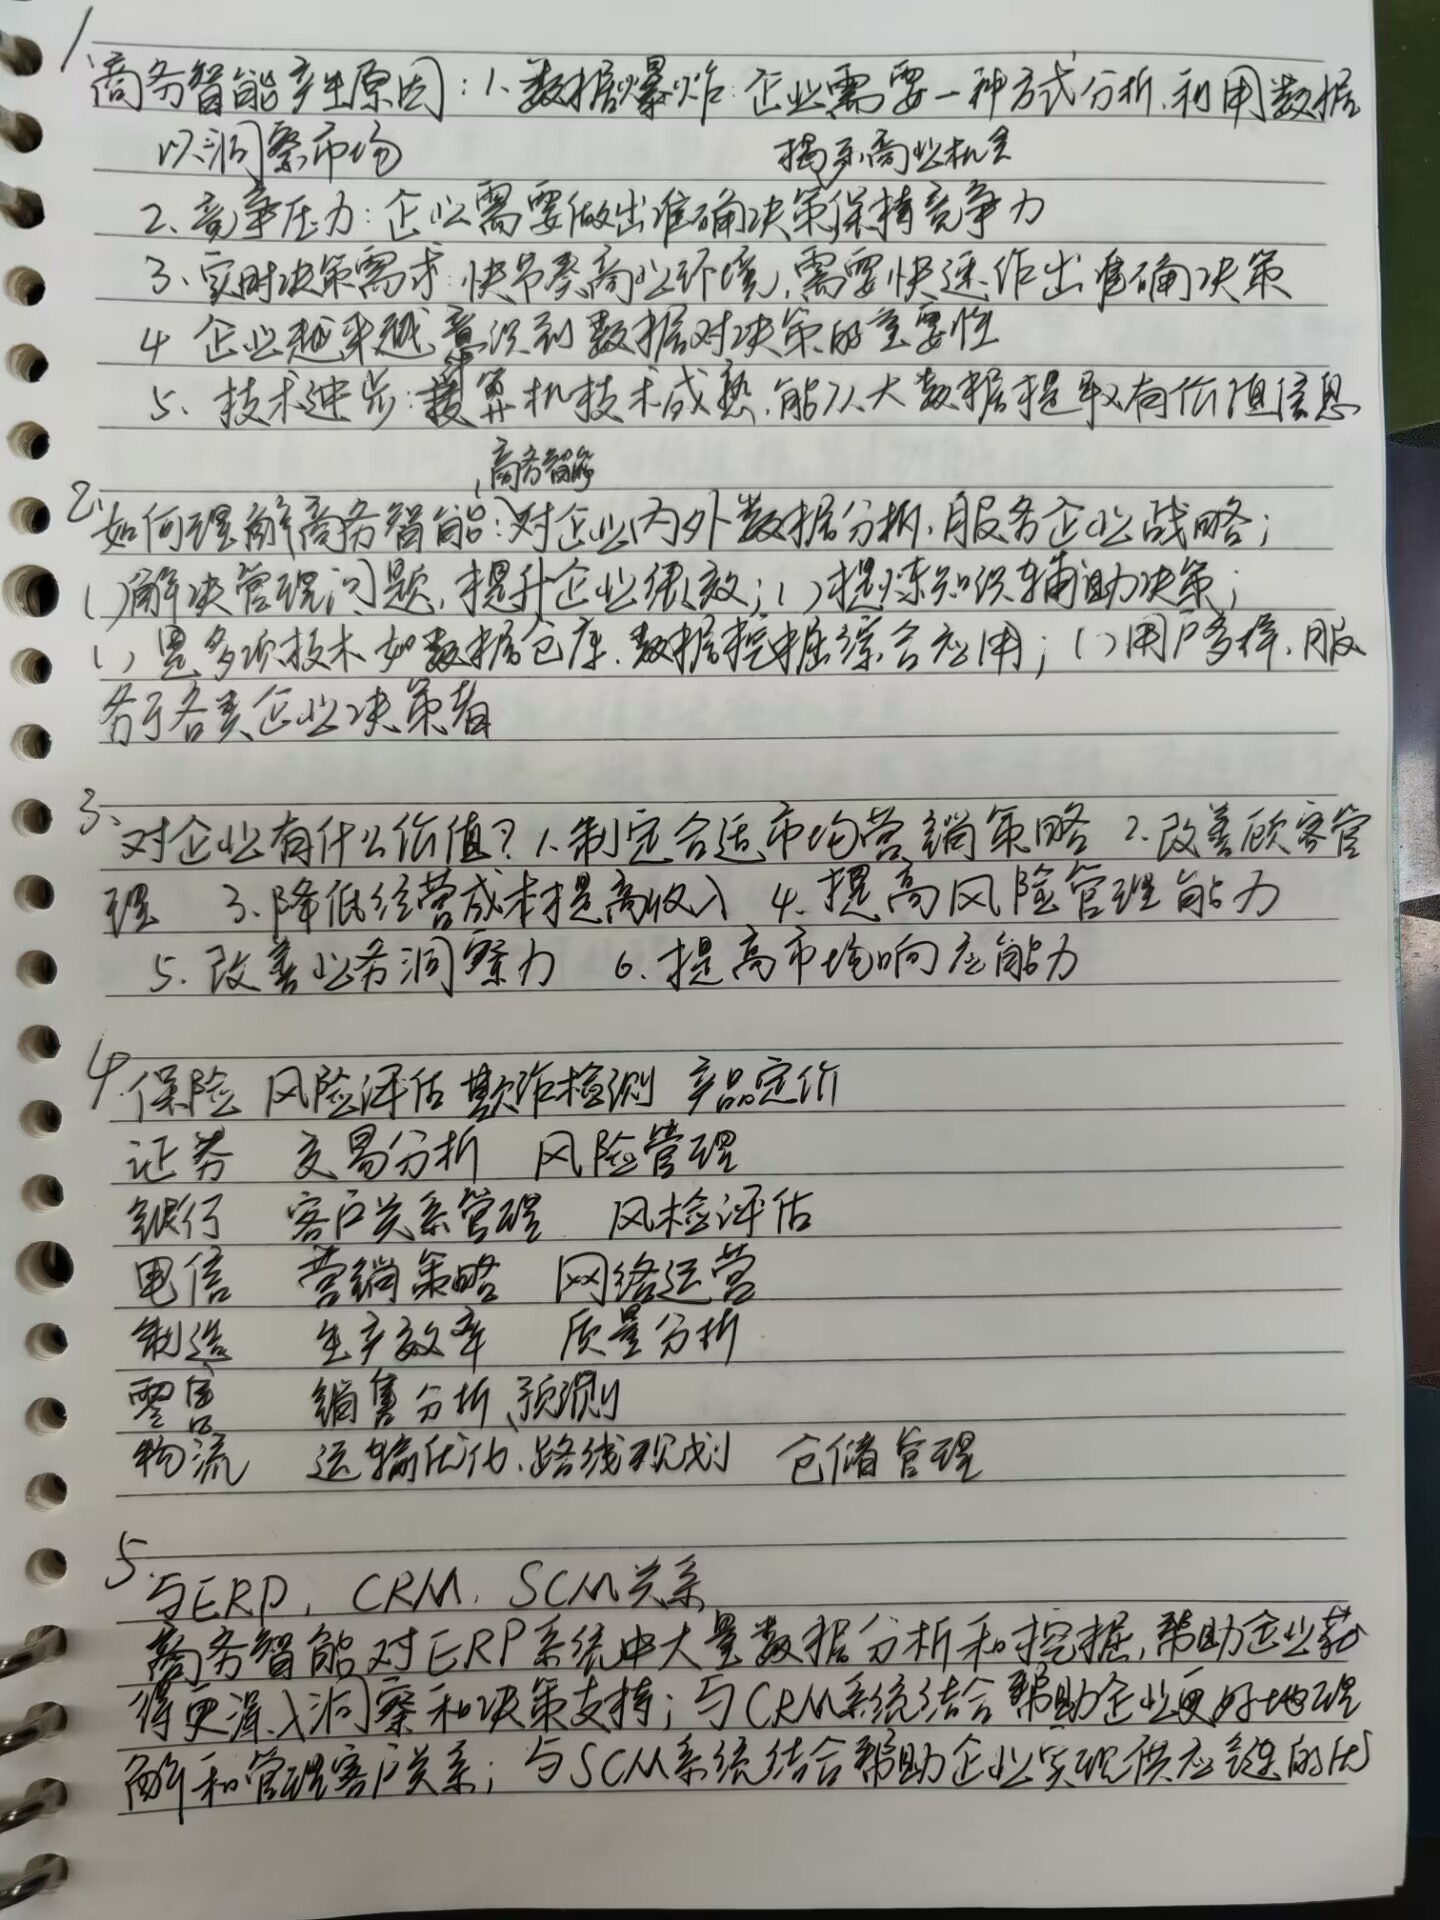 1、
商务智能产生原因：1、数据爆炸：企业需要一种方式分析、利用数据
以洞察市场 揭示商业机会
2、竞争压力：企业需要做出准确决策保持竞争力
3、实时决策需求：快节奏商业环境，需要快速作出准确决策
4 企业越来越意识到数据对决策的重要性
5、技术进步：算机技术成熟，能从大数据提取有价值信息
商务智能
2、如何理解商务智能：对企业内外数据分析、服务企业战略；
（）解决管理问题，提升企业绩效；（）提炼知识辅助决策；
（）是多项技术如数据仓库、数据挖掘综合应用；（）用户多样，服
务于各类企业决策者
3、对企业有什么价值？1、制定合适市场营销策略 2、改善顾客管
理 3、降低经营成本提高收入 4、提高风险管理能力
5、改善业务洞察力 6、提高市场响应能力
4、保险 风险评估 欺诈检测 产品定价
证券 交易分析 风险管理
银行 客户关系管理 风检评估
电信 营销策略 网络运营
制造 生产效率 质量分析
零售 销售分析、预测
物流 运输优化、路线规划 仓储管理
5、与ERP、CRM、SCM关系
商务智能对ERP系统中大量数据分析和挖掘，帮助企业获
得更深入洞察和决策支持；与CRM系统结合帮助企业更好地理
解和管理客户关系；与SCM系统结合帮助企业实现供应链的优